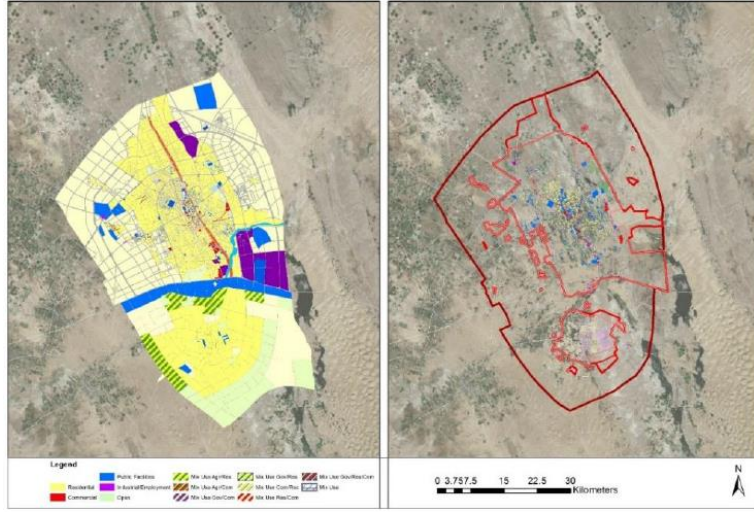 Legend
Residential
Commercial
Public Facilities
Industrial/Employment
Open
Mix Use Agr/Res
Mix Use Agr/Com
Mix Use Gov/Com
Mix Use Gov/Res
Mix Use Com/Res
Mix Use Res/Com
Mix Use Gov/Res/Com
Mix Use
0 3.757.5 15 22.5 30
Kilometers
N